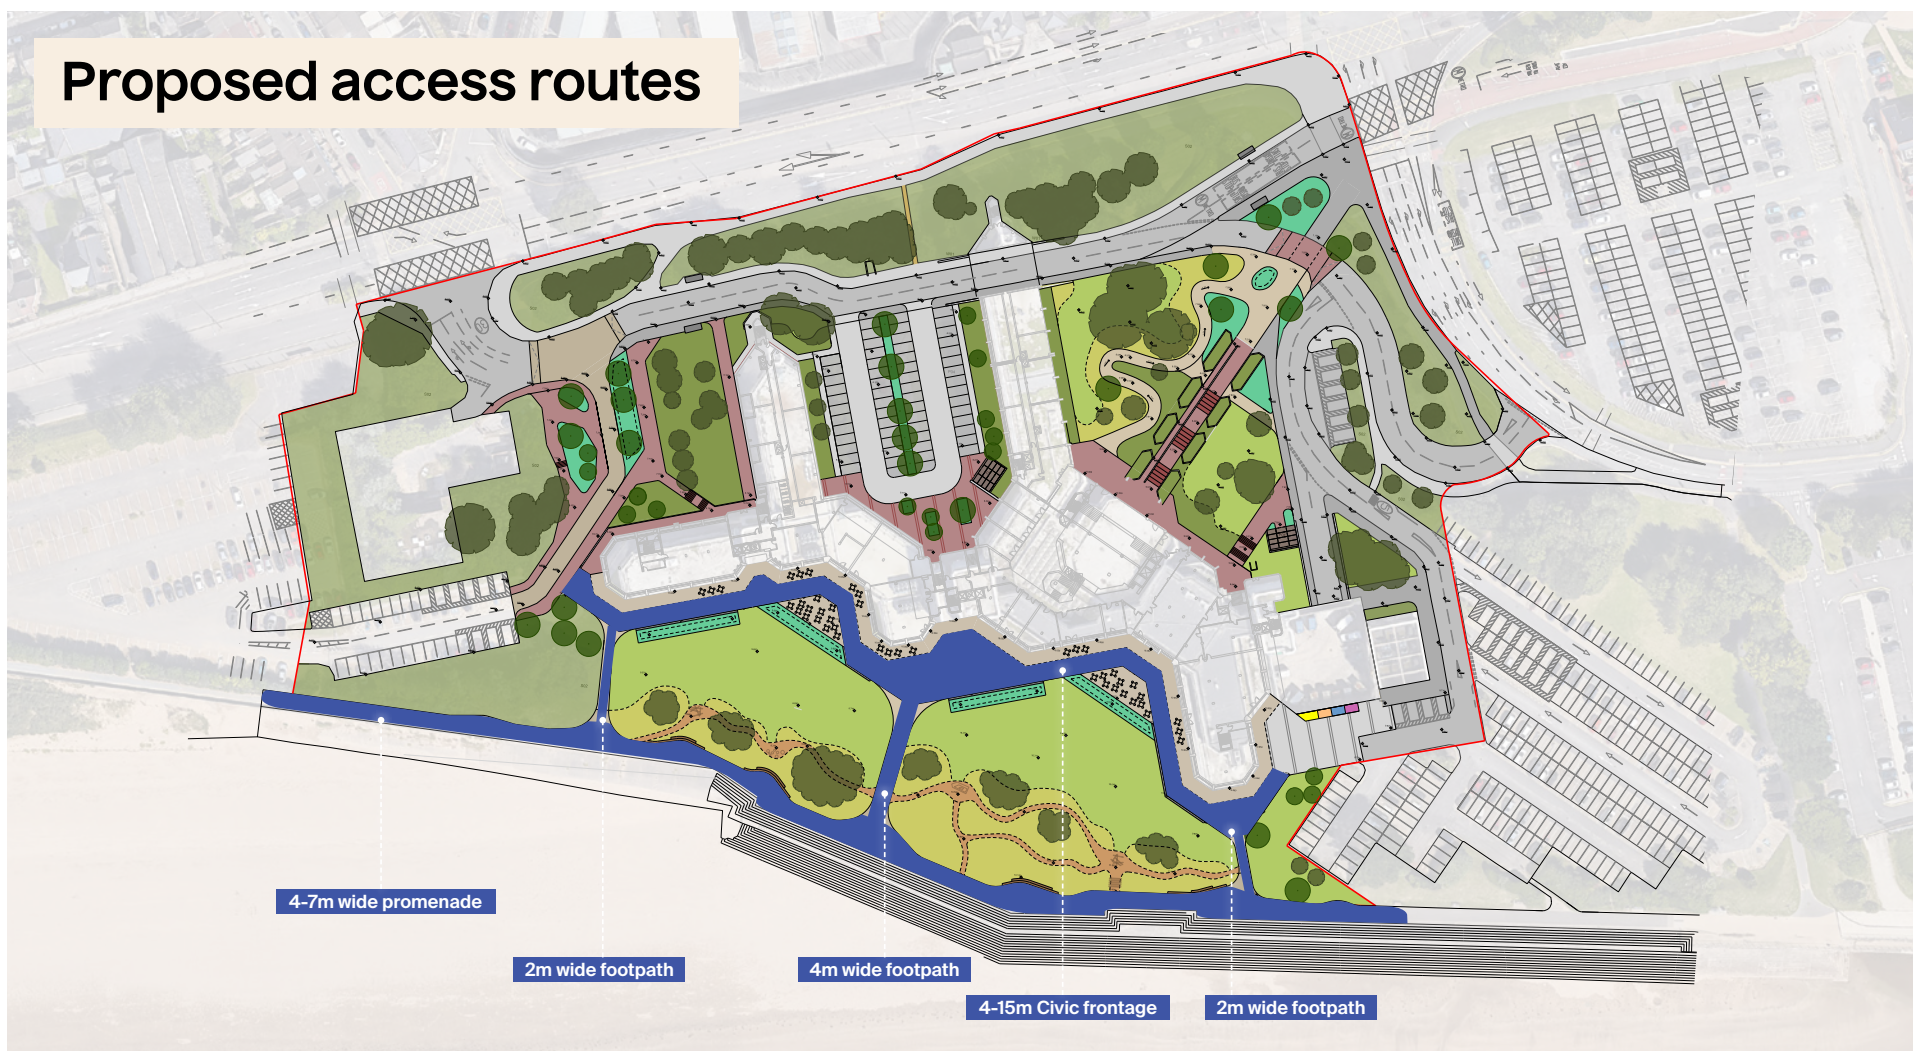 Proposed access routes
4-7m wide promenade
2m wide footpath
4m wide footpath
4-15m Civic frontage
2m wide footpath